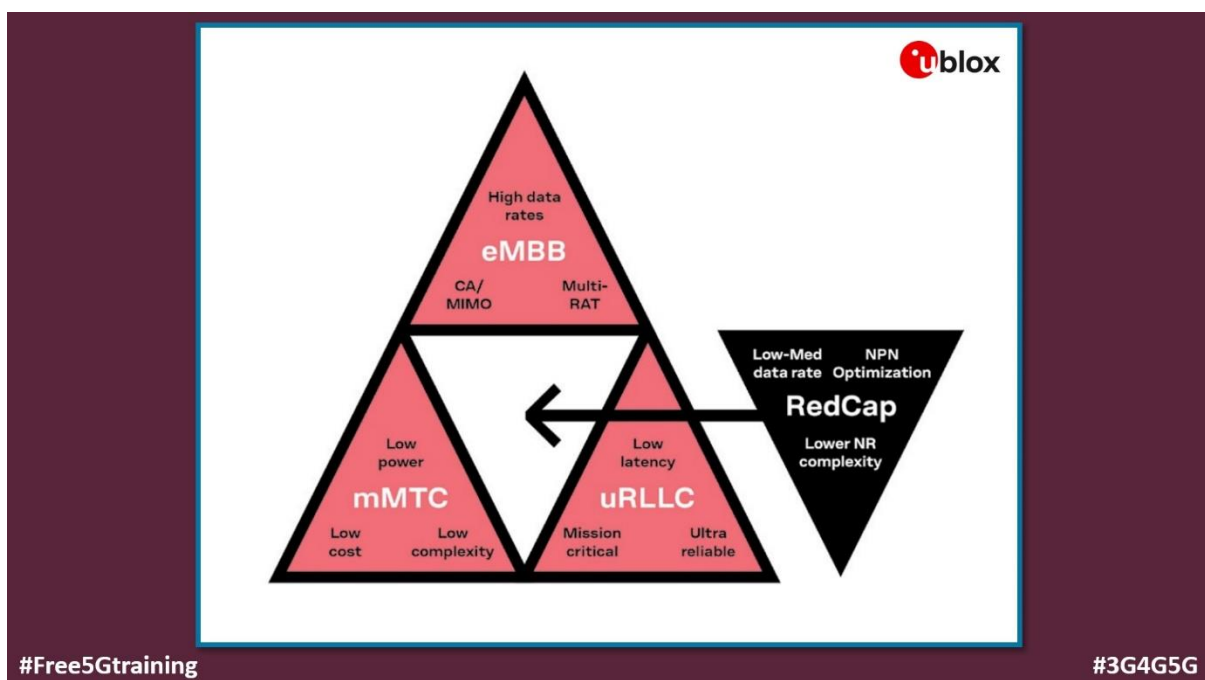 ublox
High data
rates
eMBB
CA/
MIMO
Multi-
RAT
Low
power
mMTC
Low
cost
Low
complexity
Low
latency
uRLLC
Mission
critical
Ultra
reliable
Low-Med
data rate
NPN
Optimization
RedCap
Lower NR
complexity
#Free5Gtraining
#3G4G5G